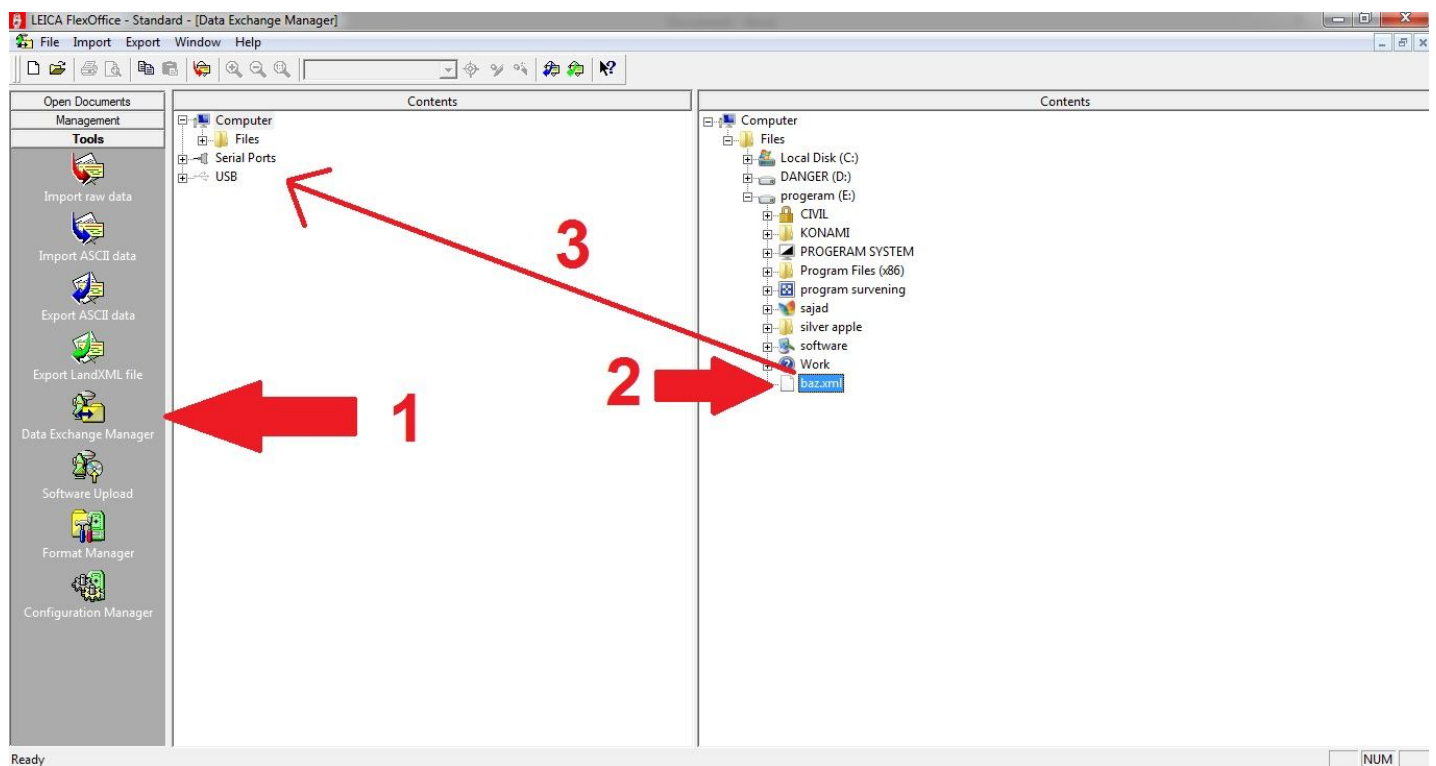 LEICA FlexOffice - Standard - [Data Exchange Manager]
File Import Export Window Help
Open Documents
Management
Tools
Import raw data
Import ASCII data
Export ASCII data
Export LandXML file
Data Exchange Manager
Software Upload
Format Manager
Configuration Manager
Contents
Computer
Files
Serial Ports
USB
1
2
3
Contents
Computer
Files
Local Disk (C:)
DANGER (D:)
progeram (E:)
CIVIL
KONAMI
PROGERAM SYSTEM
Program Files (x86)
program survening
sajad
silver apple
software
Work
baz.xml
Ready
NUM